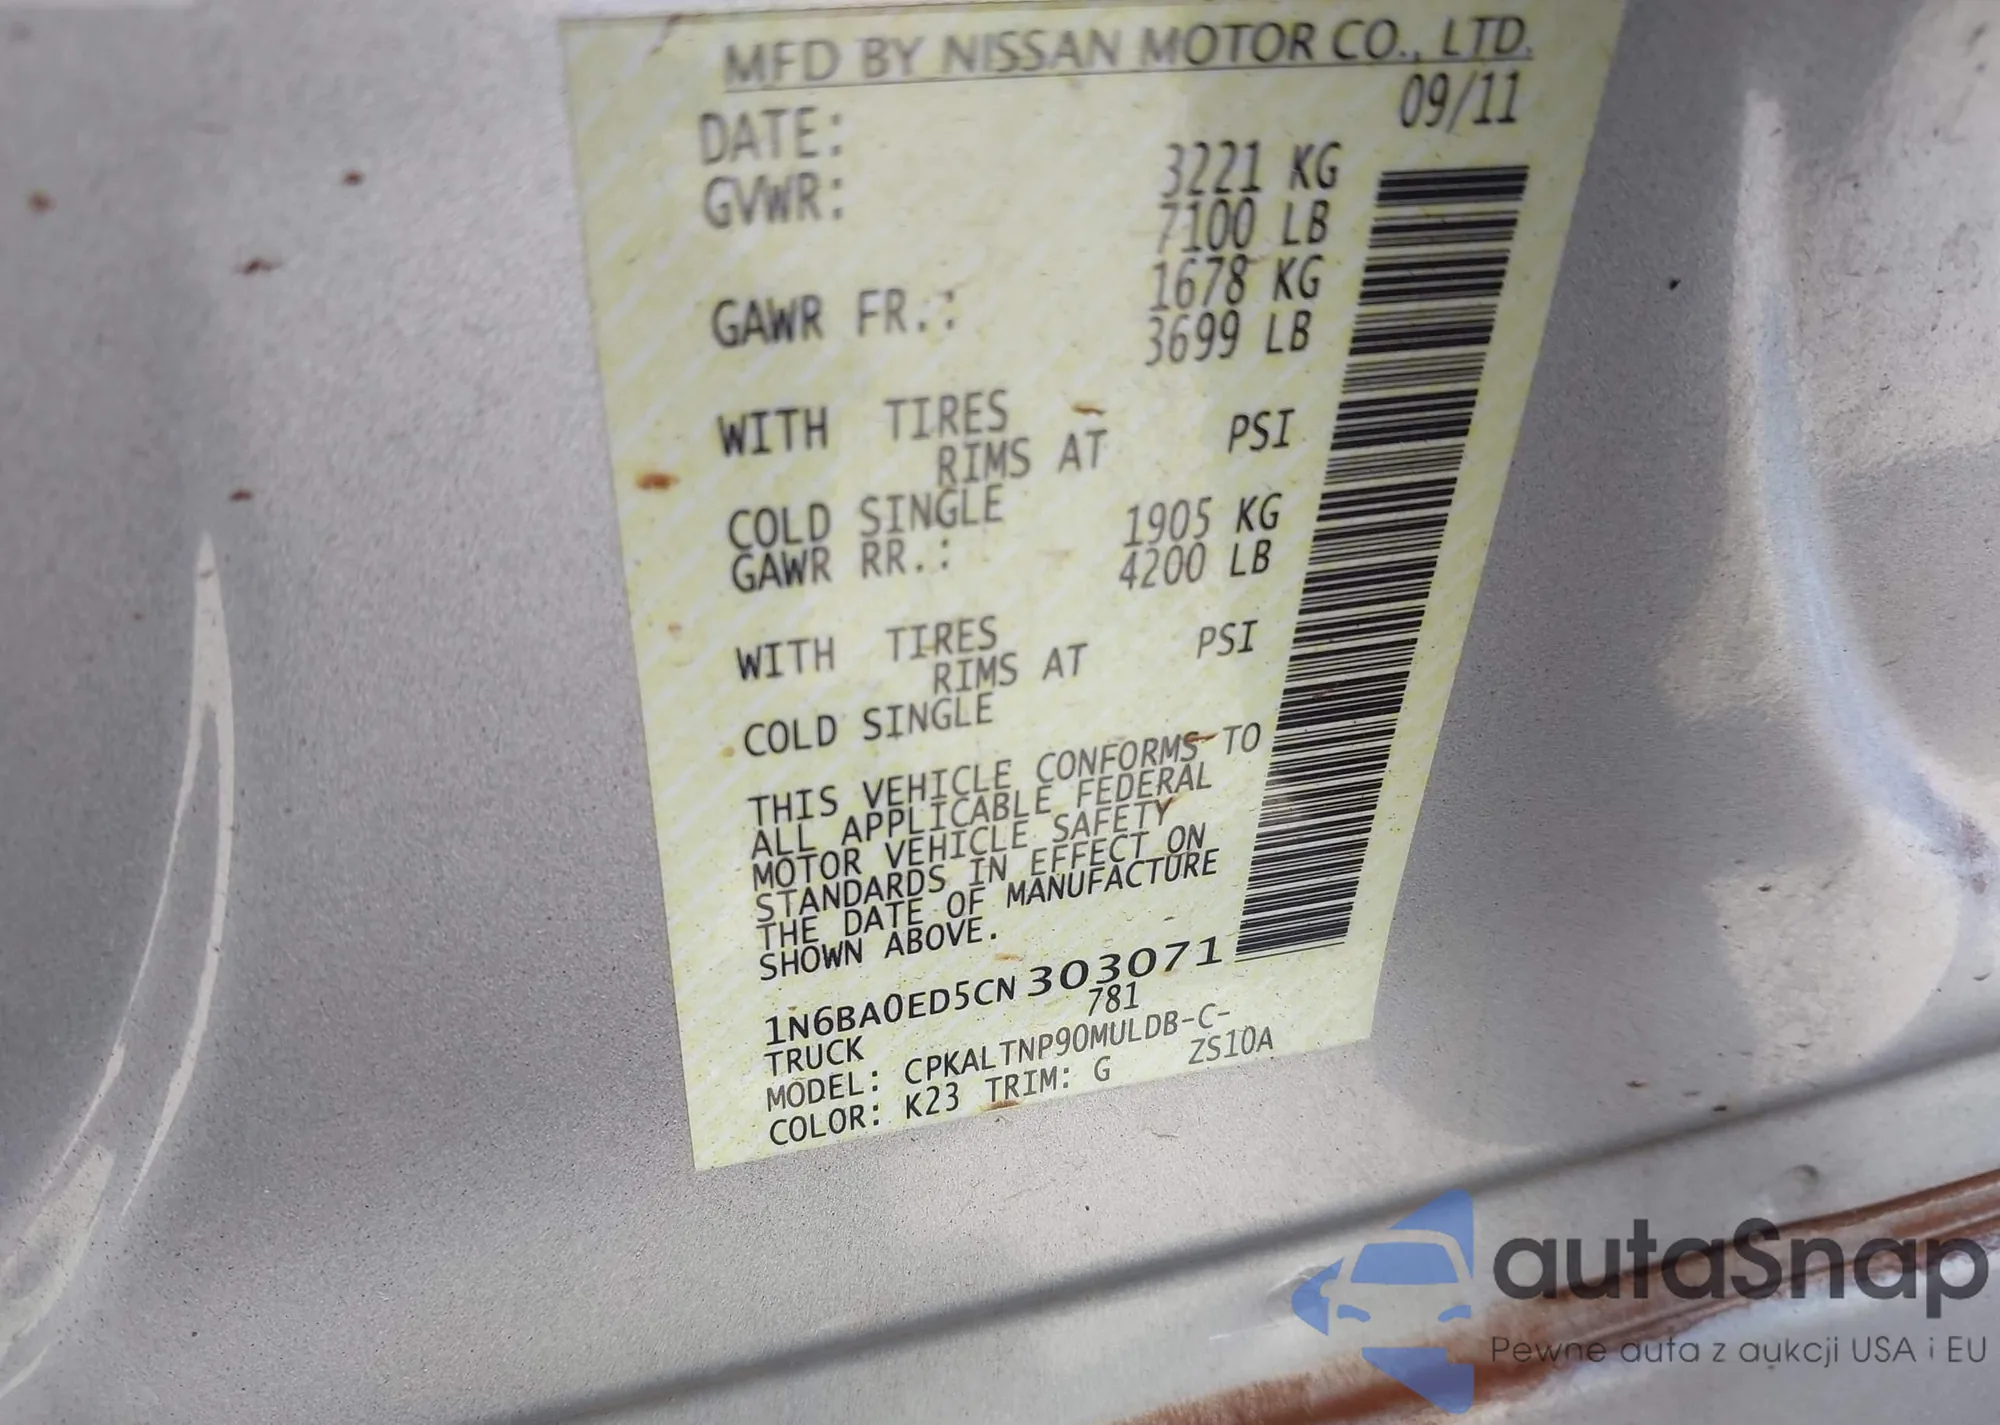 MFD BY NISSAN MOTOR CO., LTD.
DATE: 09/11
GVWR: 3221 KG
7100 LB
GAWR FR.: 1678 KG
3699 LB
WITH TIRES
RIMS AT PSI
COLD SINGLE
GAWR RR.: 1905 KG
4200 LB
WITH TIRES
RIMS AT PSI
COLD SINGLE
THIS VEHICLE CONFORMS TO
ALL APPLICABLE FEDERAL
MOTOR VEHICLE SAFETY
STANDARDS IN EFFECT ON
THE DATE OF MANUFACTURE
SHOWN ABOVE.
1N6BA0ED5CN303071
TRUCK 781
MODEL: CPKALTNP90MULDB-C-
COLOR: K23 TRIM: G ZS10A
autaSnap
Pewne auta z aukcji USA i EU